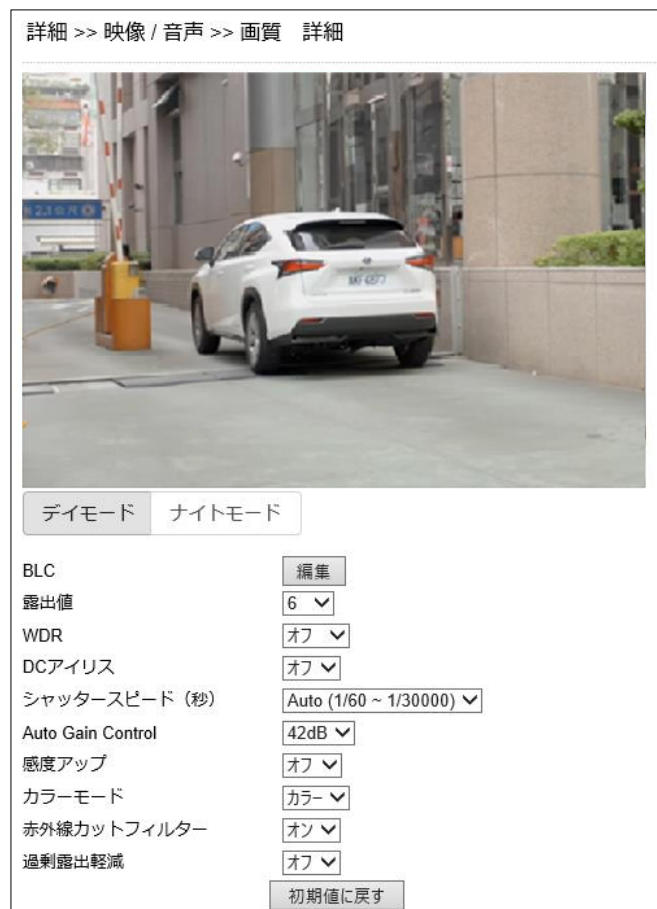 詳細 >> 映像 / 音声 >> 画質　詳細
デイモード ナイトモード
BLC 編集
露出値 6
WDR オフ
DCアイリス オフ
シャッタースピード（秒） Auto (1/60 ~ 1/30000)
Auto Gain Control 42dB
感度アップ オフ
カラーモード カラー
赤外線カットフィルター オン
過剰露出軽減 オフ
初期値に戻す